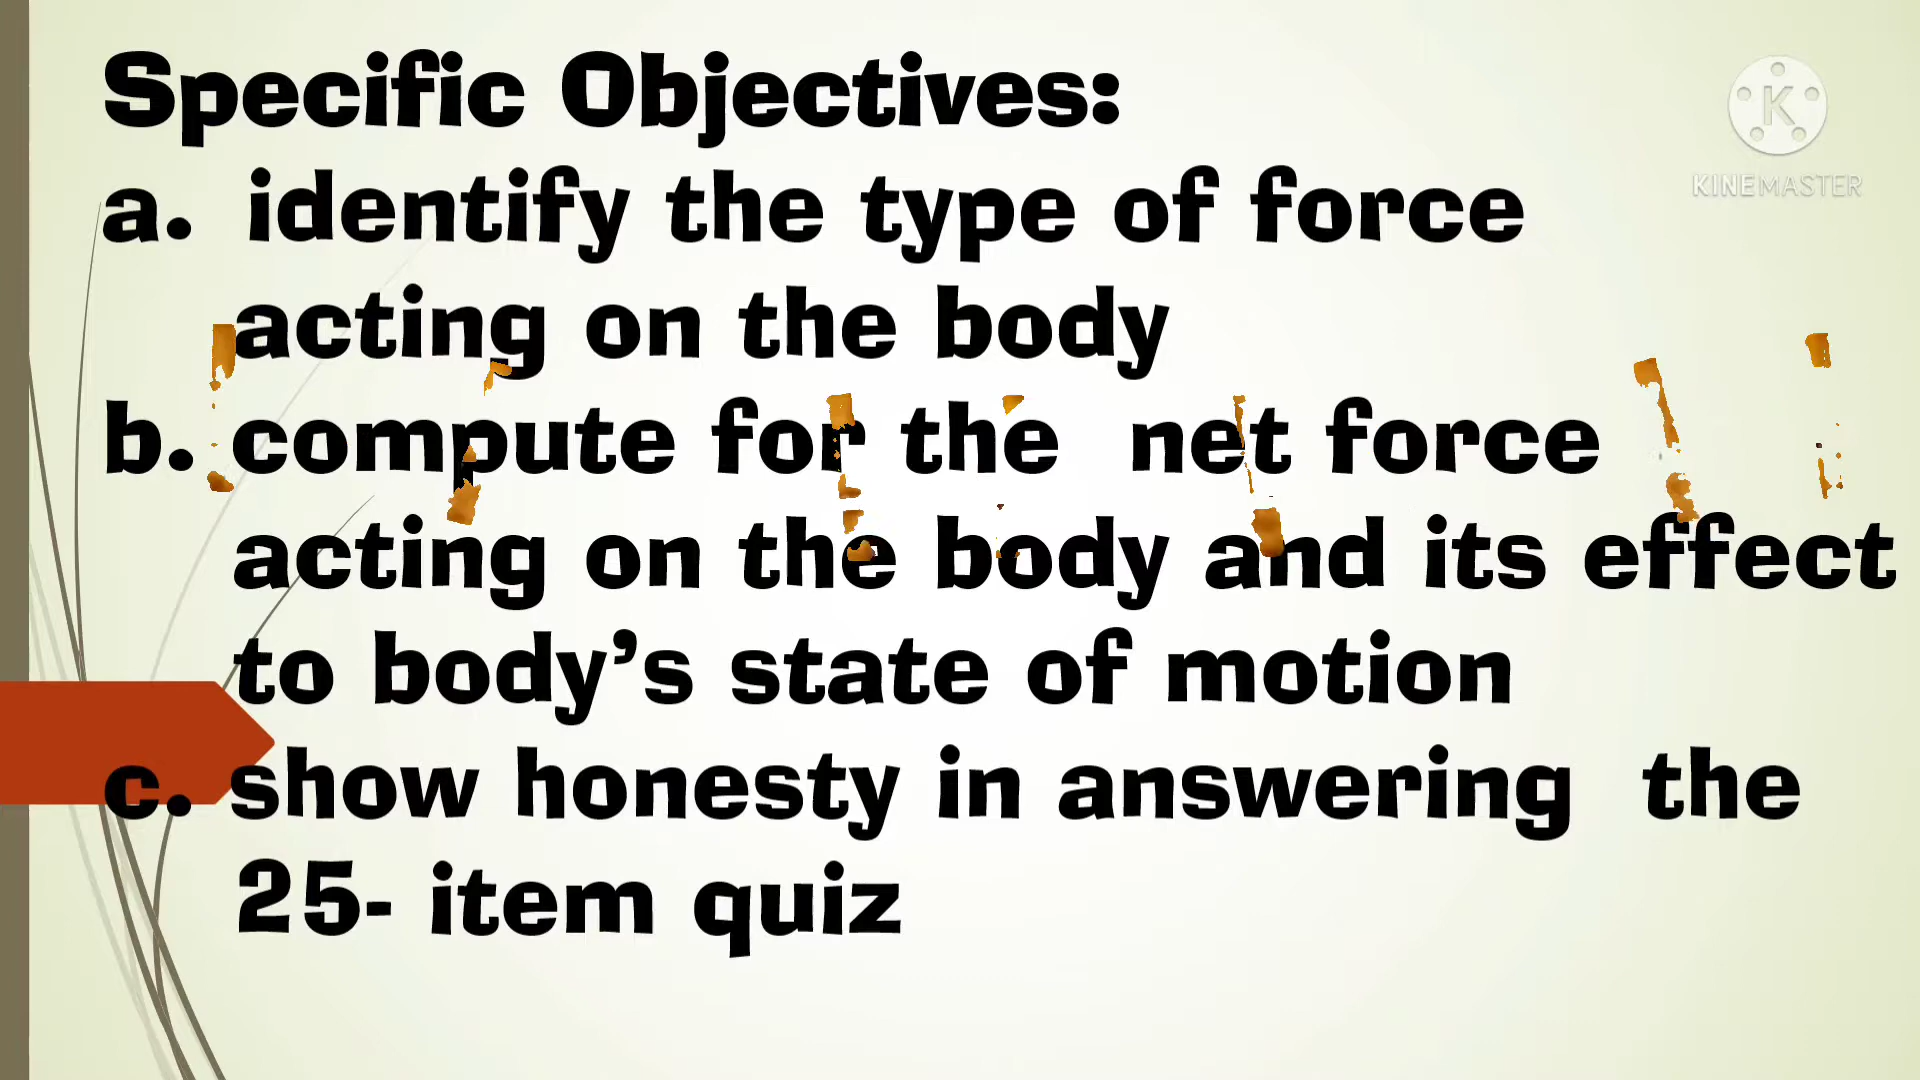 Specific Objectives:
a. identify the type of force
acting on the body
b. compute for the net force
acting on the body and its effect
to body’s state of motion
c. show honesty in answering the
25- item quiz
K
KINEMASTER